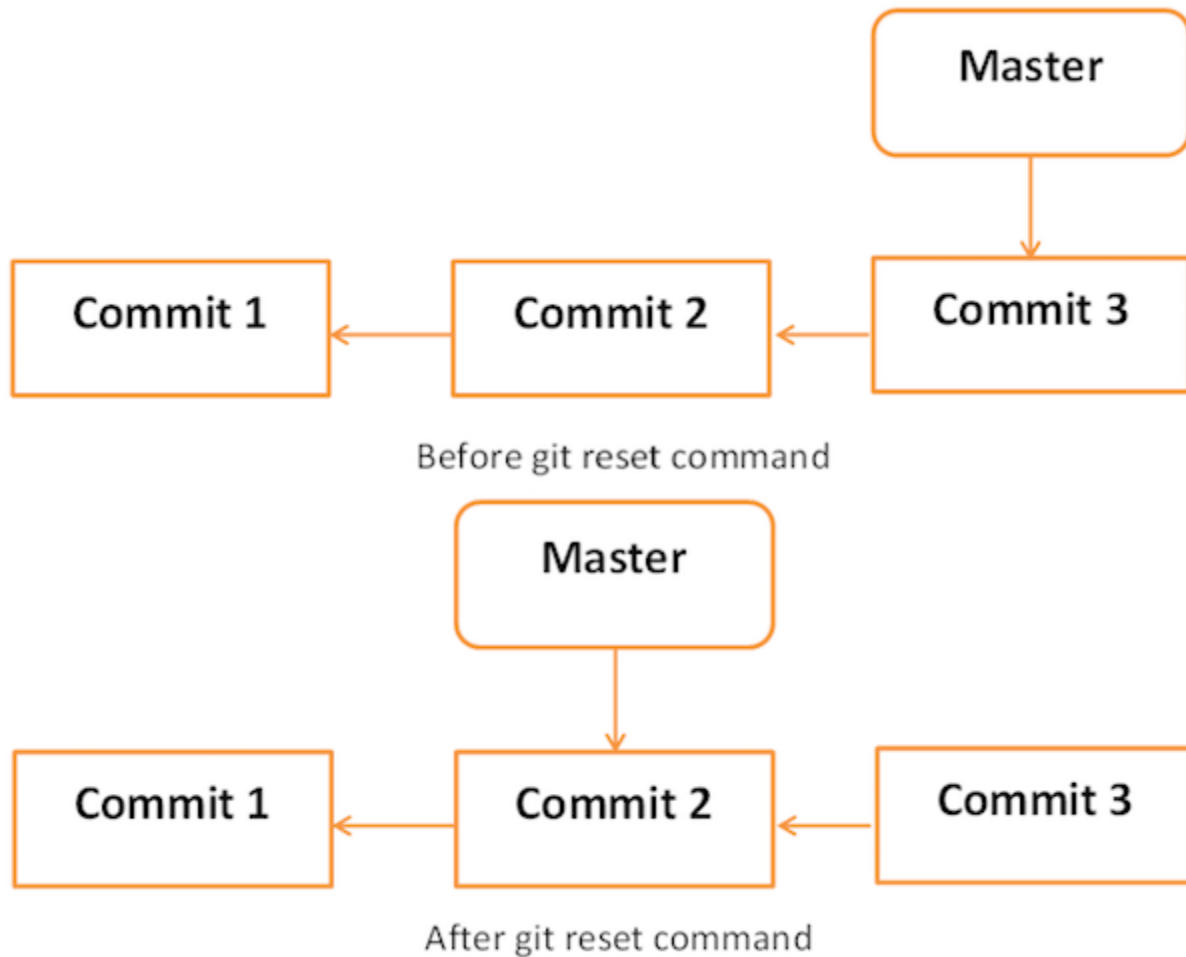 Master
Commit 1
Commit 2
Commit 3
Before git reset command
Master
Commit 1
Commit 2
Commit 3
After git reset command